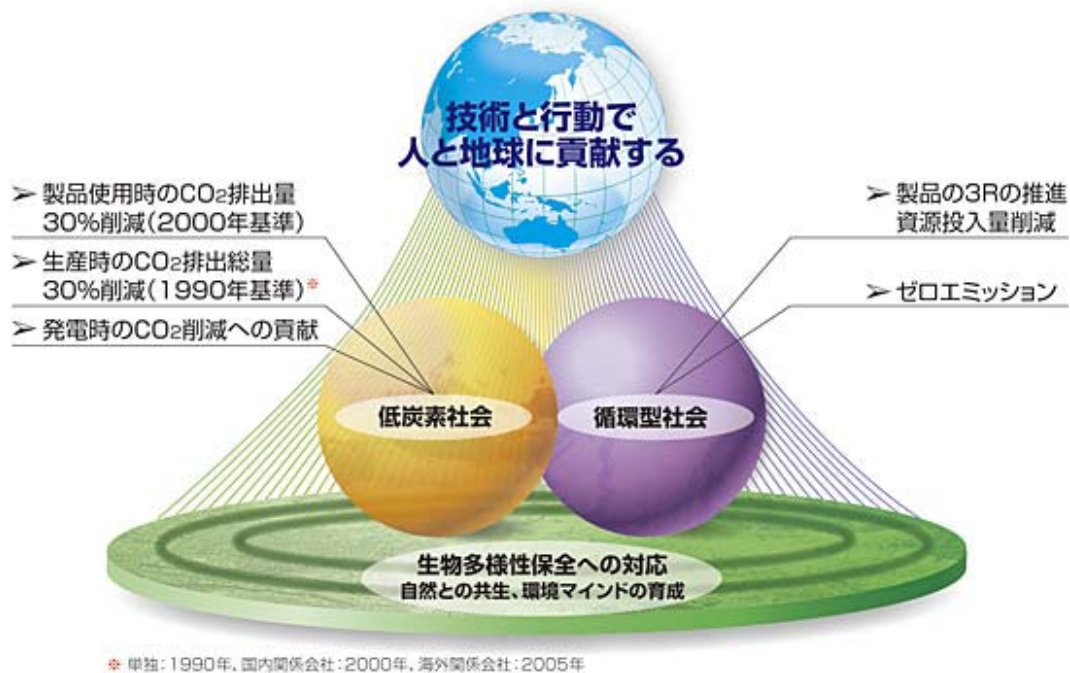 技術と行動で
人と地球に貢献する
➢ 製品使用時のCO₂排出量
30%削減(2000年基準)
➢ 生産時のCO₂排出総量
30%削減(1990年基準)※
➢ 発電時のCO₂削減への貢献
➢ 製品の3Rの推進
資源投入量削減
➢ ゼロエミッション
低炭素社会
循環型社会
生物多様性保全への対応
自然との共生、環境マインドの育成
※ 単独:1990年, 国内関係会社:2000年, 海外関係会社:2005年